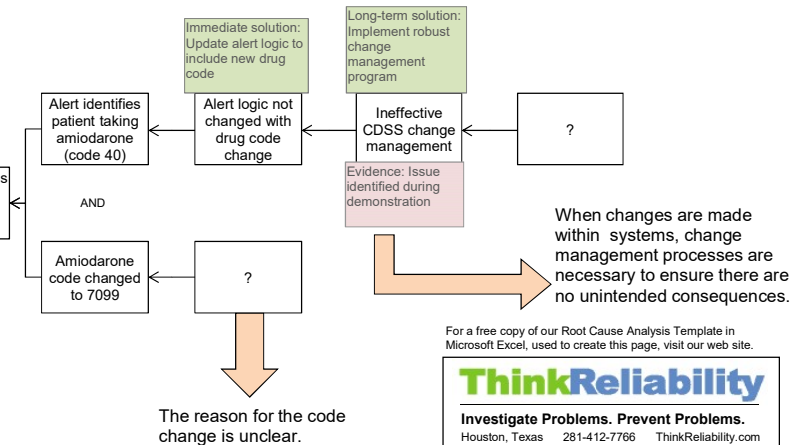 Immediate solution:
Update alert logic to
include new drug
code
Long-term solution:
Implement robust
change
management
program
Alert identifies
patient taking
amiodarone
(code 40)
Alert logic not
changed with
drug code
change
Ineffective
CDSS change
management
?
Evidence: Issue
identified during
demonstration
s
AND
Amiodarone
code changed
to 7099
?
When changes are made
within systems, change
management processes are
necessary to ensure there are
no unintended consequences.
The reason for the code
change is unclear.
For a free copy of our Root Cause Analysis Template in
Microsoft Excel, used to create this page, visit our web site.
ThinkReliability
Investigate Problems. Prevent Problems.
Houston, Texas 281-412-7766 ThinkReliability.com